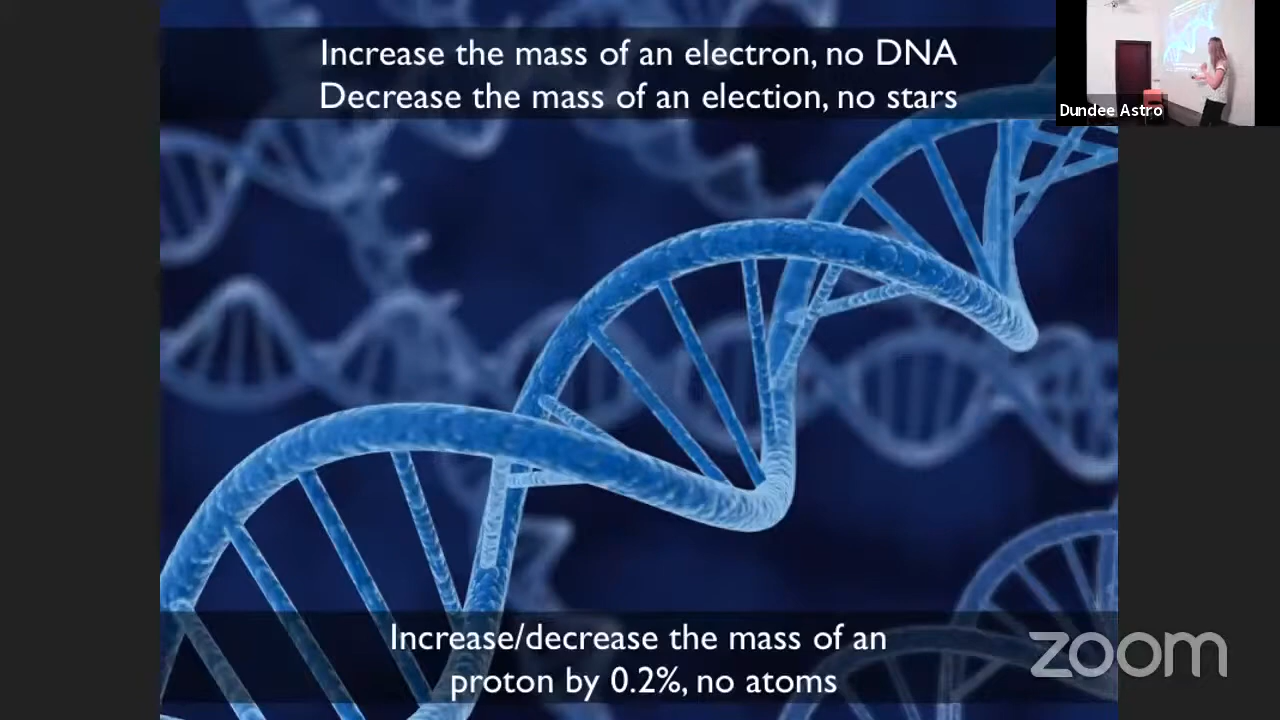 Increase the mass of an electron, no DNA
Decrease the mass of an election, no stars
Dundee Astro
Increase/decrease the mass of an
proton by 0.2%, no atoms
zoom